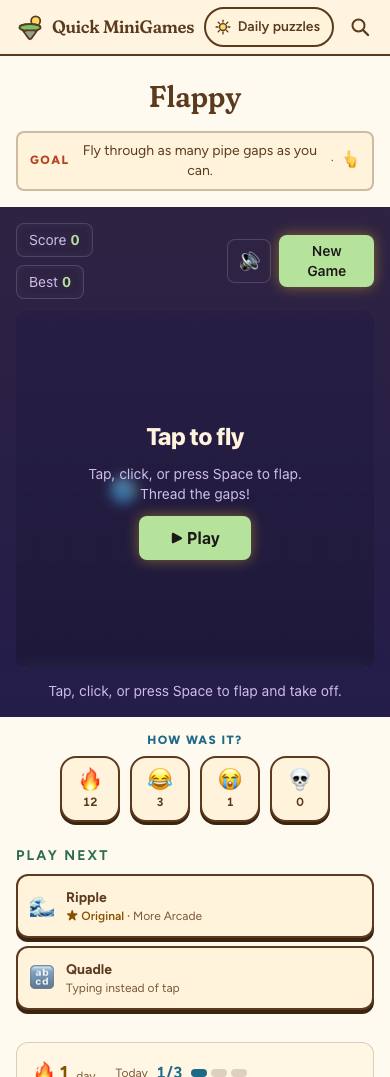 Quick MiniGames
Daily puzzles
Flappy
GOAL
Fly through as many pipe gaps as you
can.
·
Score 0
Best 0
New
Game
Tap to fly
Tap, click, or press Space to flap.
Thread the gaps!
Play
Tap, click, or press Space to flap and take off.
HOW WAS IT?
12
3
1
0
PLAY NEXT
Ripple
Original · More Arcade
abcd
Quadle
Typing instead of tap
1 day
Today 1/3